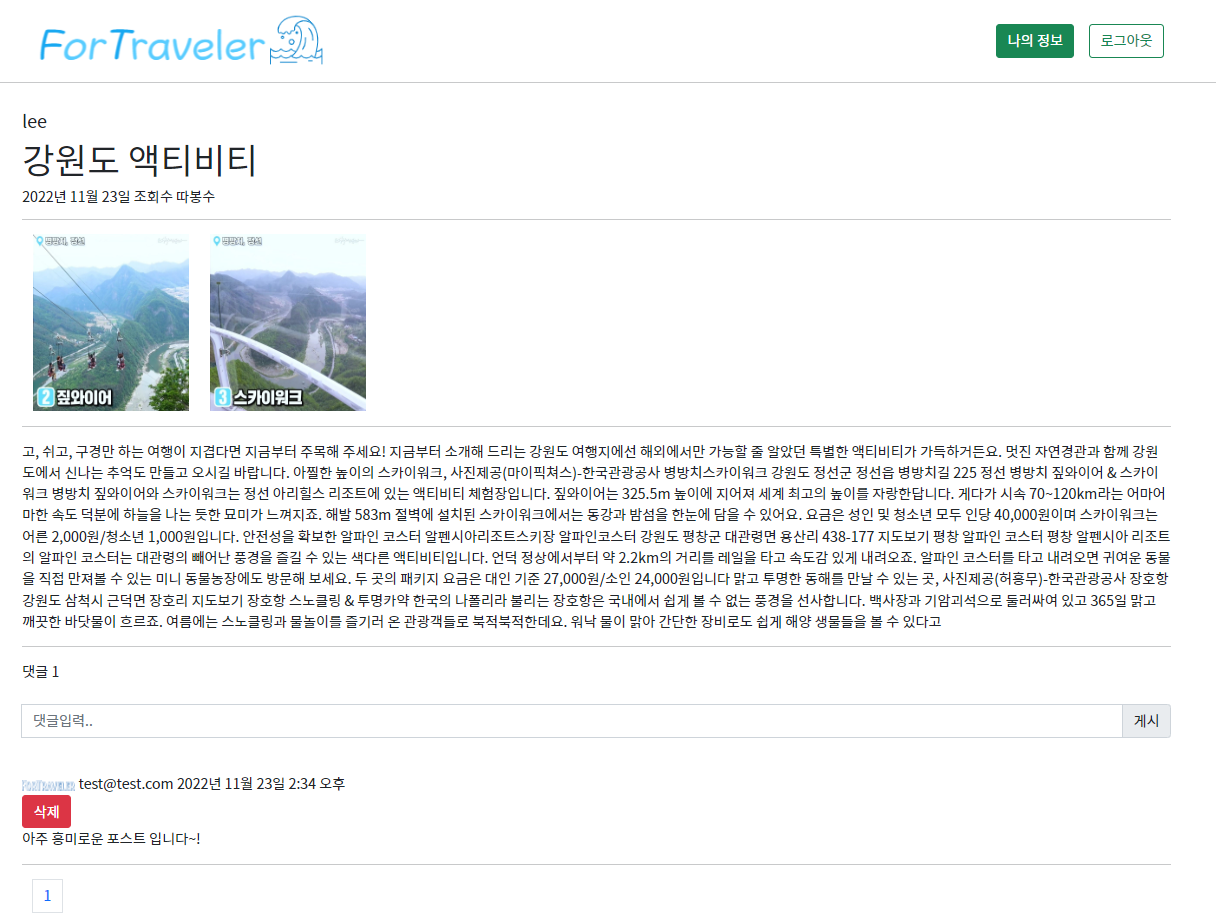 ForTraveler
나의 정보
로그아웃
lee
강원도 액티비티
2022년 11월 23일 조회수 따봉수
병방치, 정선
병방치, 정선
2 짚와이어
3 스카이워크
고, 쉬고, 구경만 하는 여행이 지겹다면 지금부터 주목해 주세요! 지금부터 소개해 드리는 강원도 여행지에선 해외에서만 가능할 줄 알았던 특별한 액티비티가 가득하거든요. 멋진 자연경관과 함께 강원
도에서 신나는 추억도 만들고 오시길 바랍니다. 아찔한 높이의 스카이워크, 사진제공(마이픽쳐스)-한국관광공사 병방치스카이워크 강원도 정선군 정선읍 병방치길 225 정선 병방치 짚와이어 & 스카이
워크 병방치 짚와이어와 스카이워크는 정선 아리힐스 리조트에 있는 액티비티 체험장입니다. 짚와이어는 325.5m 높이에 지어져 세계 최고의 높이를 자랑한답니다. 게다가 시속 70~120km라는 어마어
마한 속도 덕분에 하늘을 나는 듯한 묘미가 느껴지죠. 해발 583m 절벽에 설치된 스카이워크에서는 동강과 밤섬을 한눈에 담을 수 있어요. 요금은 성인 및 청소년 모두 인당 40,000원이며 스카이워크는
어른 2,000원/청소년 1,000원입니다. 안전성을 확보한 알파인 코스터 알펜시아리조트스키장 알파인코스터 강원도 평창군 대관령면 용산리 438-177 지도보기 평창 알파인 코스터 평창 알펜시아 리조트
의 알파인 코스터는 대관령의 빼어난 풍경을 즐길 수 있는 색다른 액티비티입니다. 언덕 정상에서부터 약 2.2km의 거리를 레일을 타고 속도감 있게 내려오죠. 알파인 코스터를 타고 내려오면 귀여운 동물
을 직접 만져볼 수 있는 미니 동물농장에도 방문해 보세요. 두 곳의 패키지 요금은 대인 기준 27,000원/소인 24,000원입니다 맑고 투명한 동해를 만날 수 있는 곳, 사진제공(허흥무)-한국관광공사 장호항
강원도 삼척시 근덕면 장호리 지도보기 장호항 스노클링 & 투명카약 한국의 나폴리라 불리는 장호항은 국내에서 쉽게 볼 수 없는 풍경을 선사합니다. 백사장과 기암괴석으로 둘러싸여 있고 365일 맑고
깨끗한 바닷물이 흐르죠. 여름에는 스노클링과 물놀이를 즐기러 온 관광객들로 북적북적한데요. 워낙 물이 맑아 간단한 장비로도 쉽게 해양 생물들을 볼 수 있다고
댓글 1
댓글입력..
게시
ForTraveler test@test.com 2022년 11월 23일 2:34 오후
삭제
아주 흥미로운 포스트 입니다~!
1